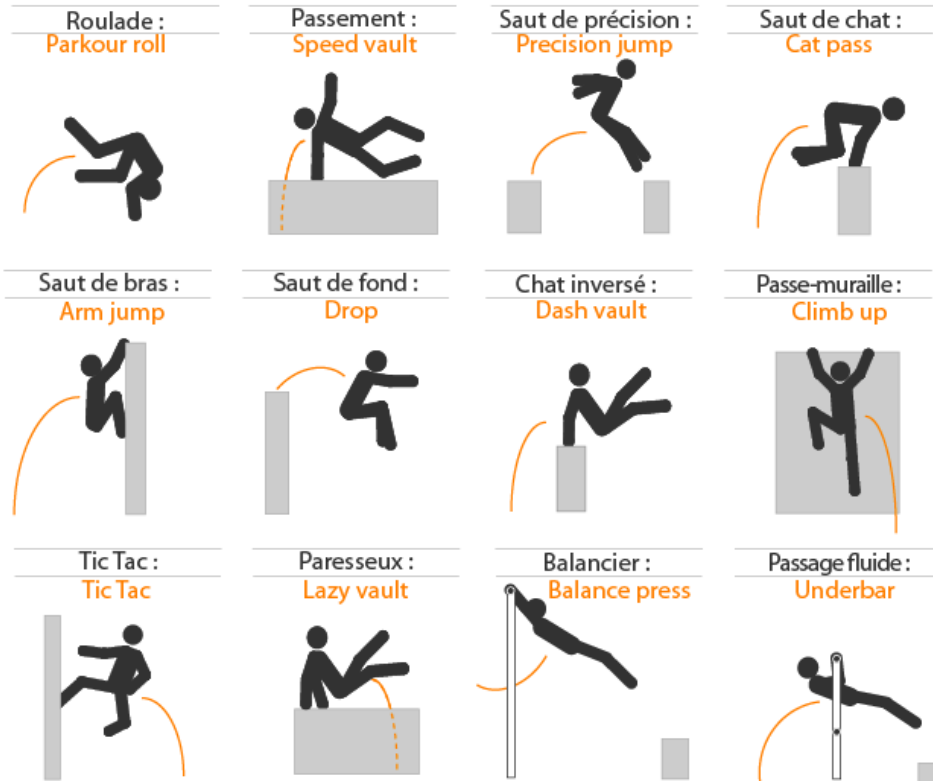 Roulade :
Parkour roll
Passement :
Speed vault
Saut de précision :
Precision jump
Saut de chat :
Cat pass
Saut de bras :
Arm jump
Saut de fond :
Drop
Chat inversé :
Dash vault
Passe-muraille :
Climb up
Tic Tac :
Tic Tac
Paresseux :
Lazy vault
Balancier :
Balance press
Passage fluide :
Underbar